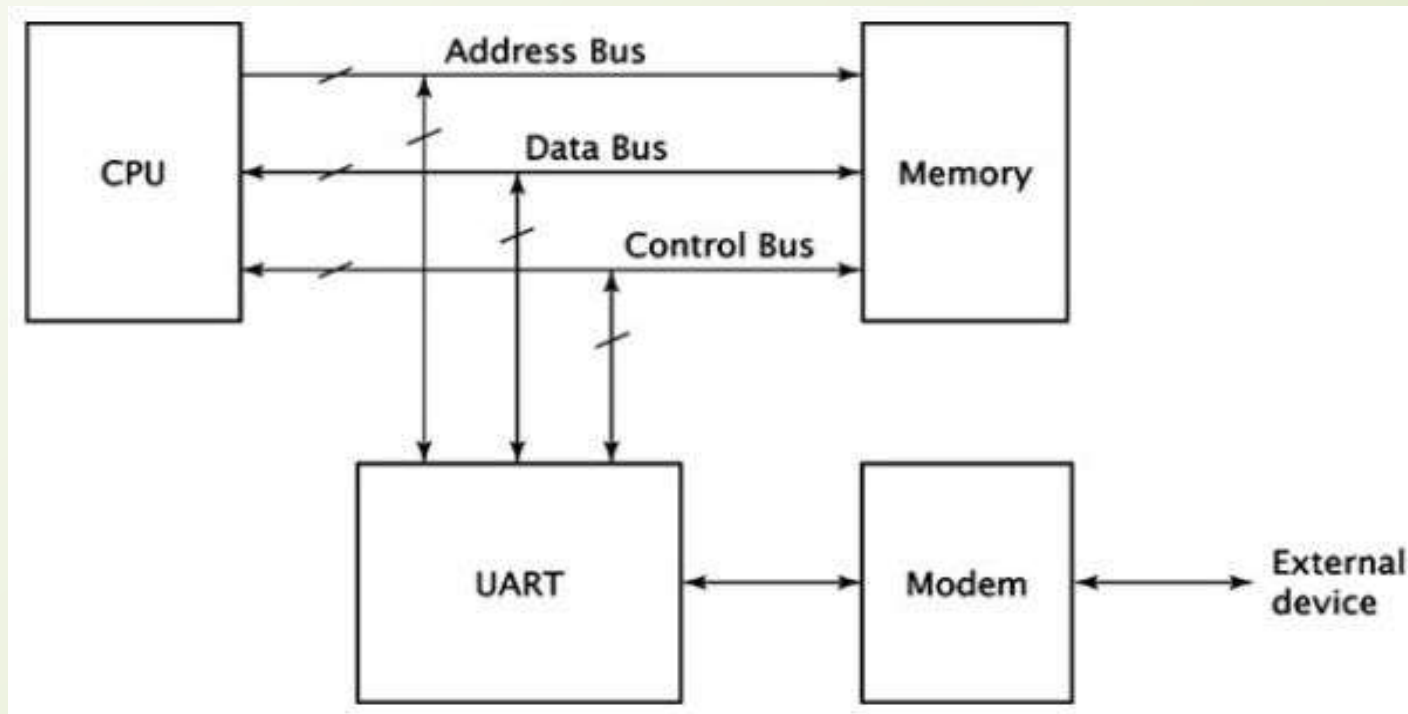 Address Bus
CPU
Data Bus
Memory
Control Bus
UART
Modem
External
device